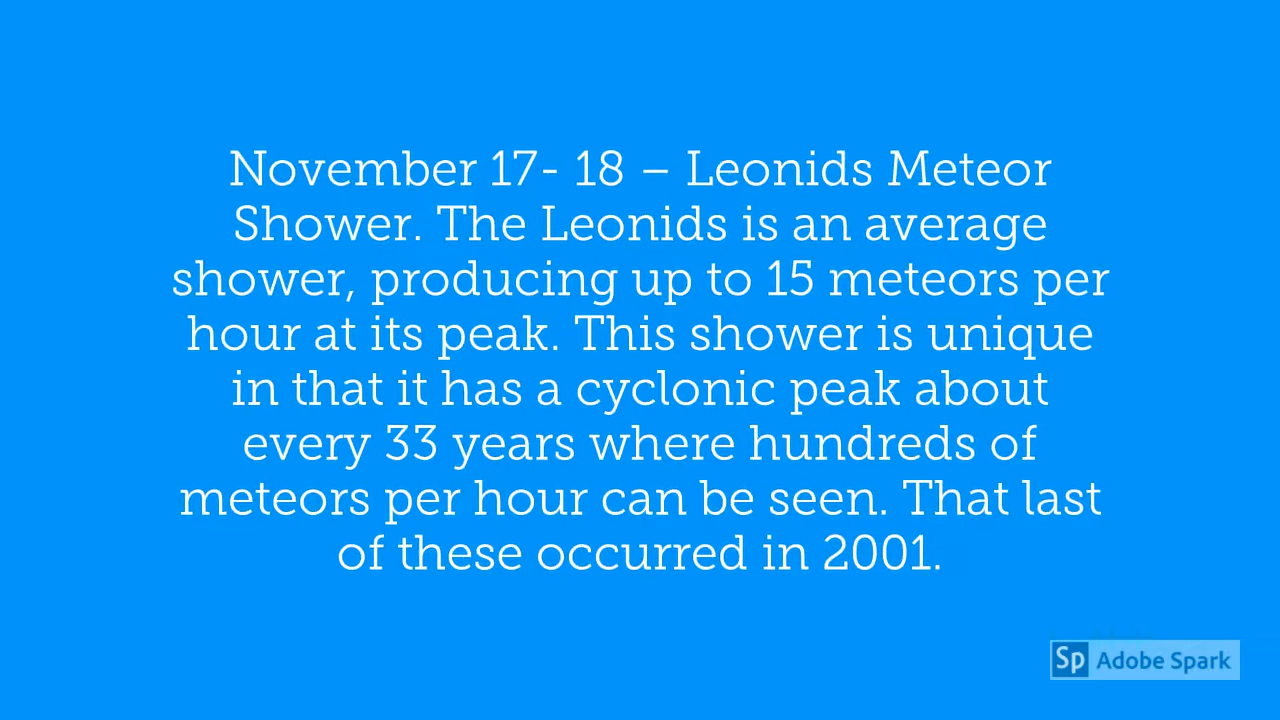 November 17- 18 – Leonids Meteor
Shower. The Leonids is an average
shower, producing up to 15 meteors per
hour at its peak. This shower is unique
in that it has a cyclonic peak about
every 33 years where hundreds of
meteors per hour can be seen. That last
of these occurred in 2001.
Sp Adobe Spark